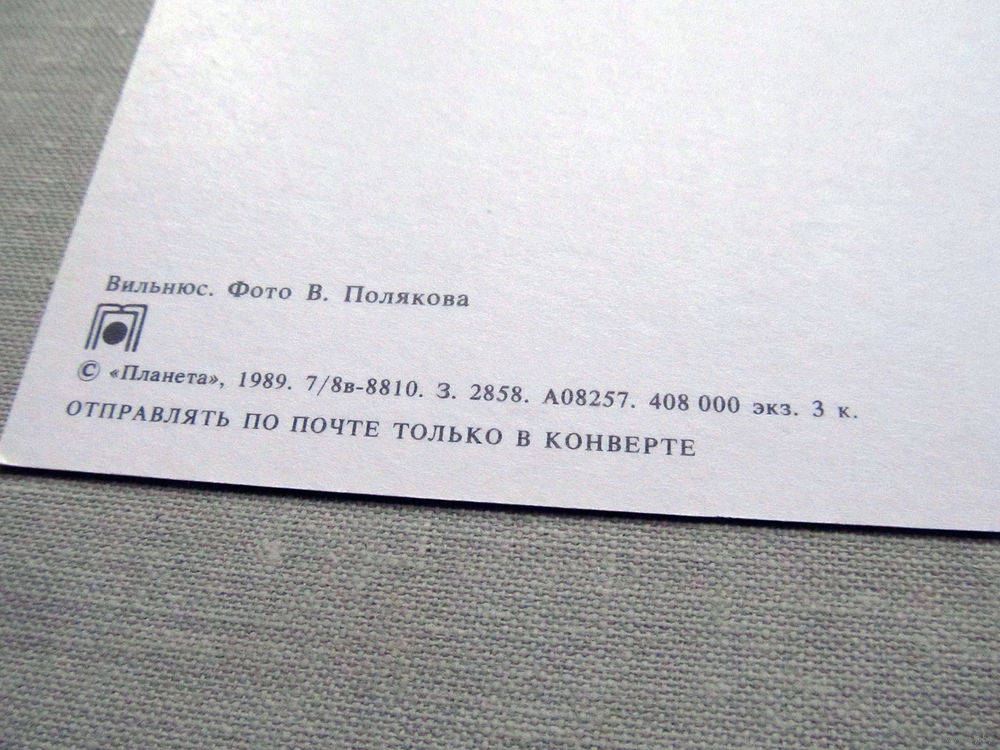 Вильнюс. Фото В. Полякова
© «Планета», 1989. 7/8в-8810. З. 2858. А08257. 408 000 экз. 3 к.
ОТПРАВЛЯТЬ ПО ПОЧТЕ ТОЛЬКО В КОНВЕРТЕ